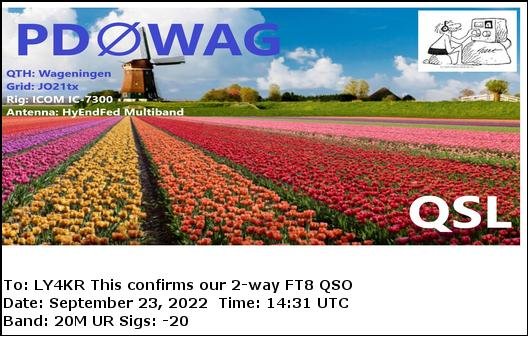 PDØWAG
QTH: Wageningen
Grid: JO21tx
Rig: ICOM IC-7300
Antenna: HyEndFed Multiband
QSL
To: LY4KR This confirms our 2-way FT8 QSO
Date: September 23, 2022 Time: 14:31 UTC
Band: 20M UR Sigs: -20